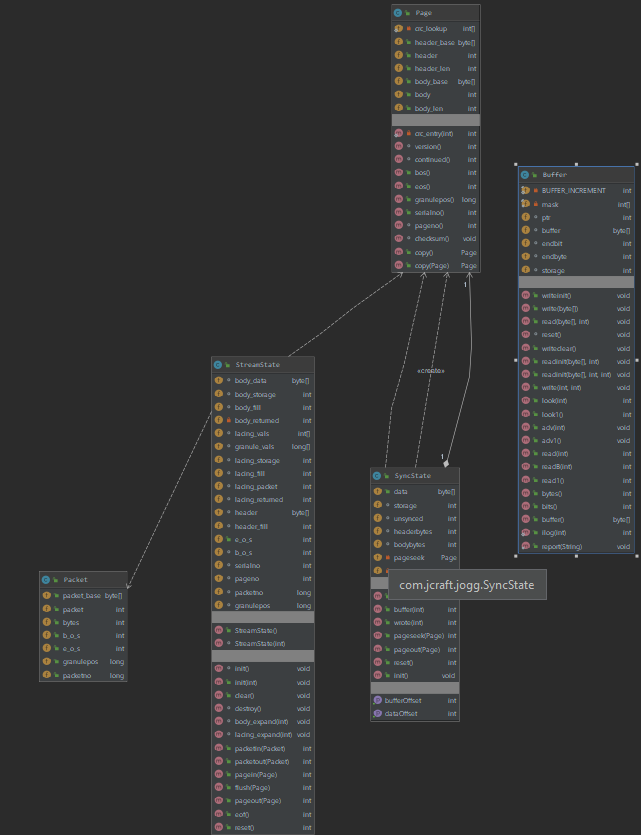 Page
crc_lookup int[]
header_base byte[]
header int
header_len int
body_base byte[]
body int
body_len int
crc_entry(int) int
version() int
continued() int
bos() int
eos() int
granulepos() long
serialno() int
pageno() int
checksum() void
copy() Page
copy(Page) Page
1
«create»
1
Buffer
BUFFER_INCREMENT int
mask int[]
ptr int
buffer byte[]
endbit int
endbyte int
storage int
writeinit() void
write(byte[]) void
read(byte[], int) void
reset() void
writeclear() void
readinit(byte[], int) void
readinit(byte[], int, int) void
write(int, int) void
look(int) int
look1() int
adv(int) void
adv1() void
read(int) int
readB(int) int
read1() int
bytes() int
bits() int
buffer() byte[]
ilog(int) int
report(String) void
StreamState
body_data byte[]
body_storage int
body_fill int
body_returned int
lacing_vals int[]
granule_vals long[]
lacing_storage int
lacing_fill int
lacing_packet int
lacing_returned int
header byte[]
header_fill int
e_o_s int
b_o_s int
serialno int
pageno int
packetno long
granulepos long
StreamState()
StreamState(int)
init() void
init(int) void
clear() void
destroy() void
body_expand(int) void
lacing_expand(int) void
packetin(Packet) int
packetout(Packet) int
pagein(Page) int
flush(Page) int
pageout(Page) int
eof() int
reset() int
SyncState
data byte[]
storage int
unsynced int
headerbytes int
bodybytes int
pageseek Page
com.jcraft.jogg.SyncState
buffer(int) int
wrote(int) int
pageseek(Page) int
pageout(Page) int
reset() int
init() void
bufferOffset int
dataOffset int
Packet
packet_base byte[]
packet int
bytes int
b_o_s int
e_o_s int
granulepos long
packetno long